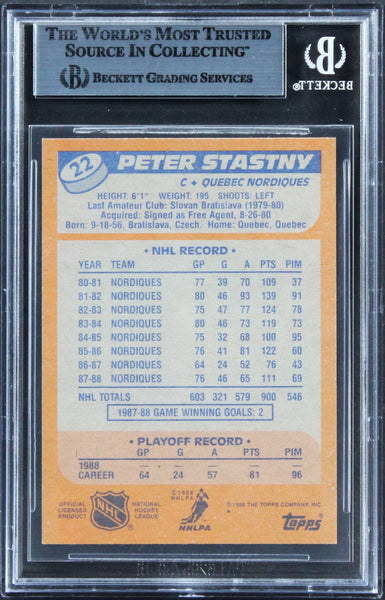 THE WORLD'S MOST TRUSTED
SOURCE IN COLLECTING™
BECKETT GRADING SERVICES
BECKETT
22
PETER STASTNY
C • QUEBEC NORDIQUES
HEIGHT: 6'1" WEIGHT: 195 SHOOTS: LEFT
Last Amateur Club: Slovan Bratislava (1979-80)
Acquired: Signed as Free Agent, 8-26-80
Born: 9-18-56, Bratislava, Czech. Home: Quebec, Quebec
• NHL RECORD •
YEAR TEAM GP G A PTS PIM
80-81 NORDIQUES 77 39 70 109 37
81-82 NORDIQUES 80 46 93 139 91
82-83 NORDIQUES 75 47 77 124 78
83-84 NORDIQUES 80 46 73 119 73
84-85 NORDIQUES 75 32 68 100 95
85-86 NORDIQUES 76 41 81 122 60
86-87 NORDIQUES 64 24 52 76 43
87-88 NORDIQUES 76 46 65 111 69
NHL TOTALS 603 321 579 900 546
1987-88 GAME WINNING GOALS: 2
• PLAYOFF RECORD •
GP G A PTS PIM
1988 — — — — —
CAREER 64 24 57 81 96
OFFICIAL
LICENSED
PRODUCT
NHL
NATIONAL
HOCKEY
LEAGUE
©1988
NHLPA
NHLPA
©1988 THE TOPPS COMPANY, INC.
TOPPS